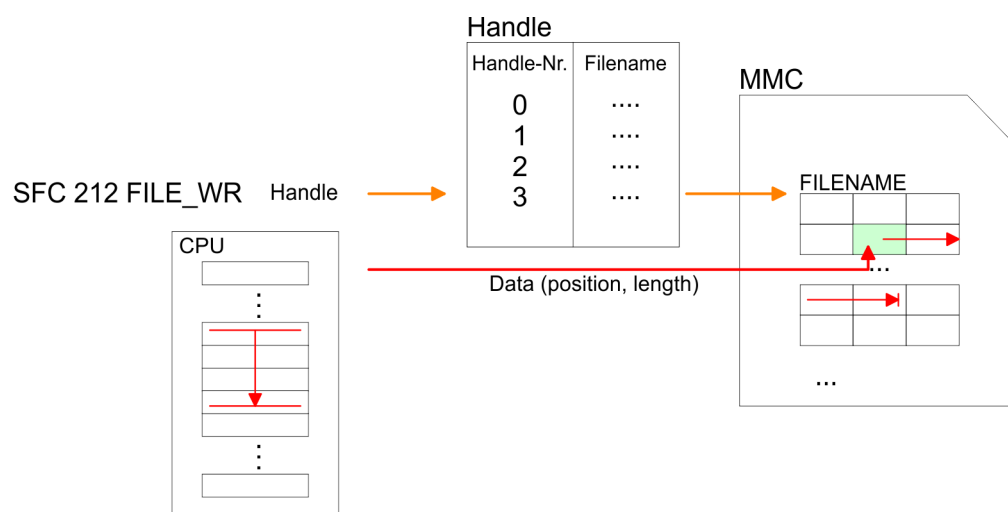 Handle
Handle-Nr. Filename
0 ....
1 ....
2 ....
3 ....
MMC
FILENAME
...
...
SFC 212 FILE_WR Handle
CPU
Data (position, length)